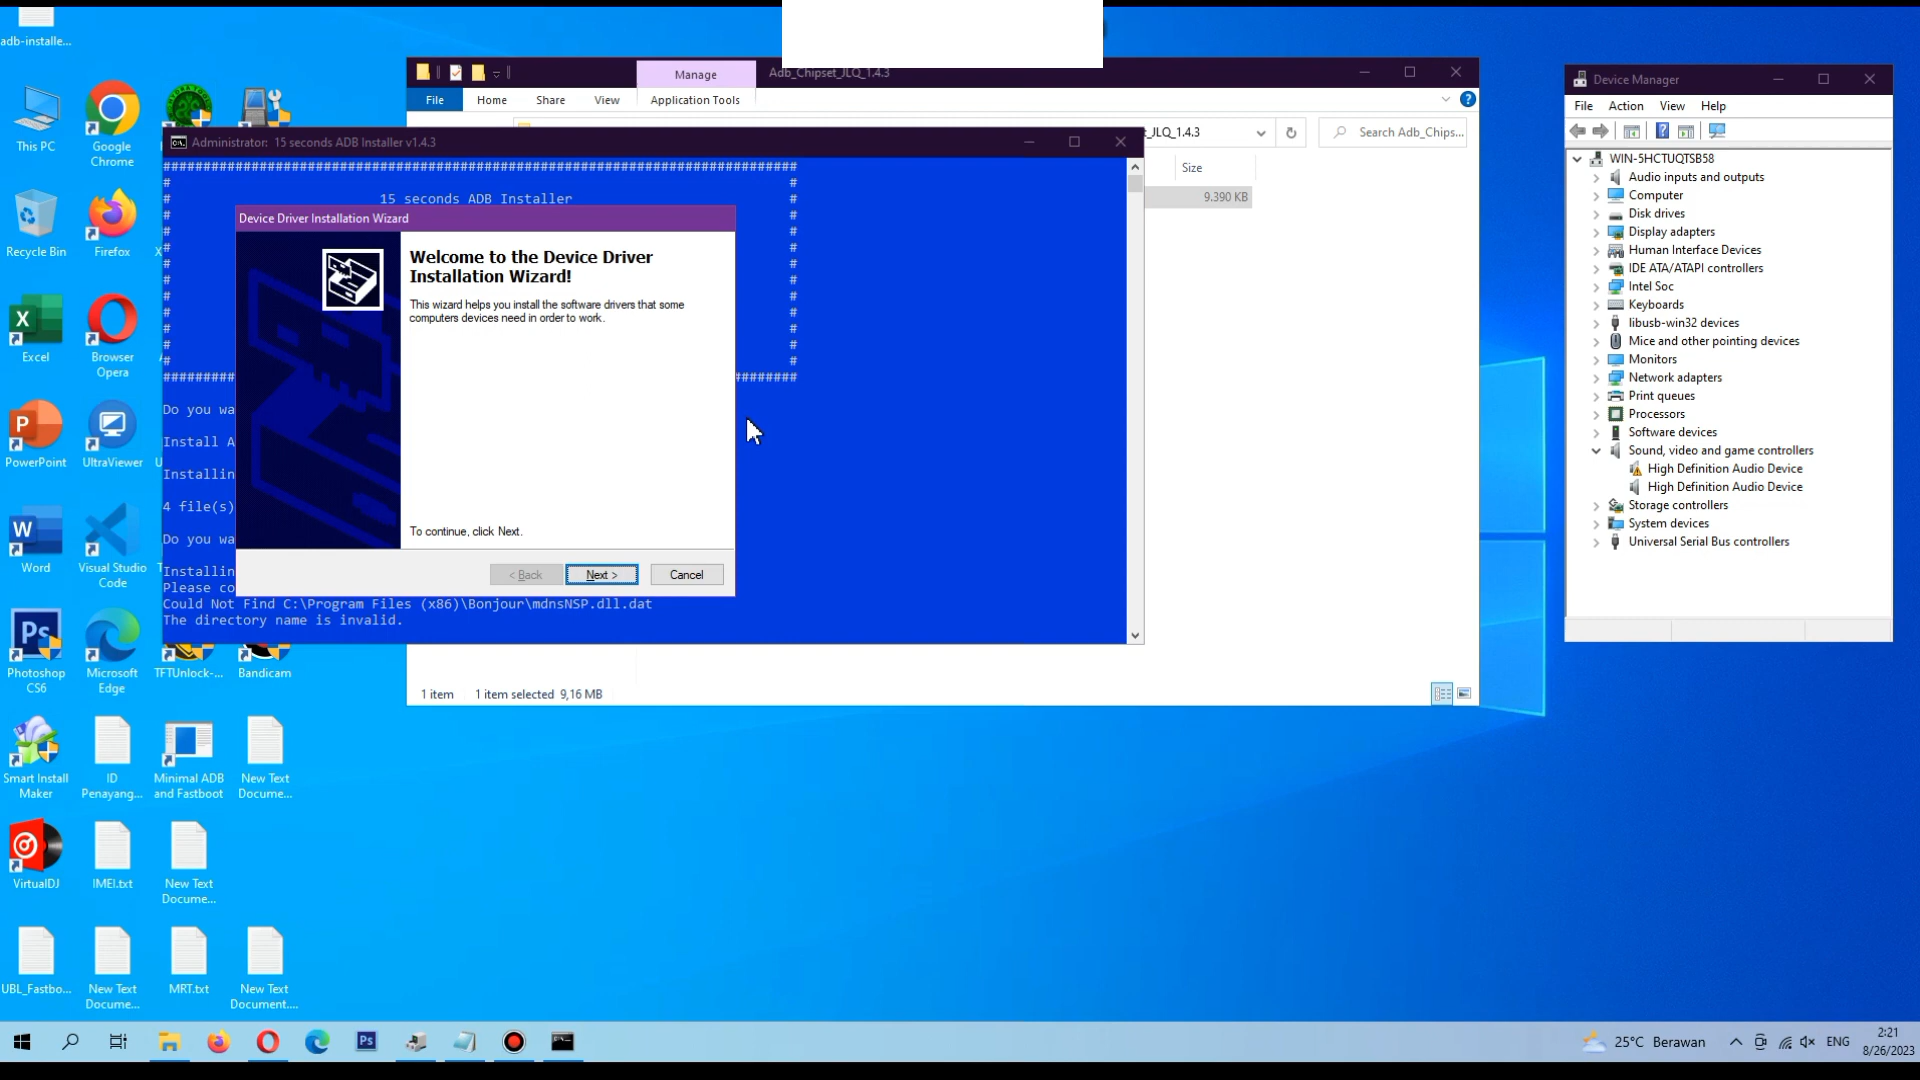 adb-installe...
This PC
Google Chrome
Recycle Bin
Firefox
X
Excel
Browser Opera
PowerPoint
UltraViewer
U
Word
Visual Studio Code
Photoshop CS6
Microsoft Edge
TFTUnlock-...
Bandicam
Smart Install Maker
ID Penayang...
Minimal ADB and Fastboot
New Text Docume...
VirtualDJ
IMEI.txt
New Text Docume...
UBL_Fastbo...
New Text Docume...
MRT.txt
New Text Document....
Manage
Adb_Chipset_JLQ_1.4.3
File
Home
Share
View
Application Tools
_JLQ_1.4.3
Search Adb_Chips...
Size
9.390 KB
1 item
1 item selected 9,16 MB
Administrator: 15 seconds ADB Installer v1.4.3
###############################################################################
# #
# 15 seconds ADB Installer #
Do you wa
Install A
Installin
4 file(s)
Do you wa
Installin
Please co
Could Not Find C:\Program Files (x86)\Bonjour\mdnsNSP.dll.dat
The directory name is invalid.
Device Driver Installation Wizard
Welcome to the Device Driver
Installation Wizard!
This wizard helps you install the software drivers that some
computers devices need in order to work.
To continue, click Next.
< Back
Next >
Cancel
Device Manager
File Action View Help
WIN-5HCTUQTSB58
Audio inputs and outputs
Computer
Disk drives
Display adapters
Human Interface Devices
IDE ATA/ATAPI controllers
Intel Soc
Keyboards
libusb-win32 devices
Mice and other pointing devices
Monitors
Network adapters
Print queues
Processors
Software devices
Sound, video and game controllers
High Definition Audio Device
High Definition Audio Device
Storage controllers
System devices
Universal Serial Bus controllers
25°C Berawan
ENG
2:21
8/26/2023